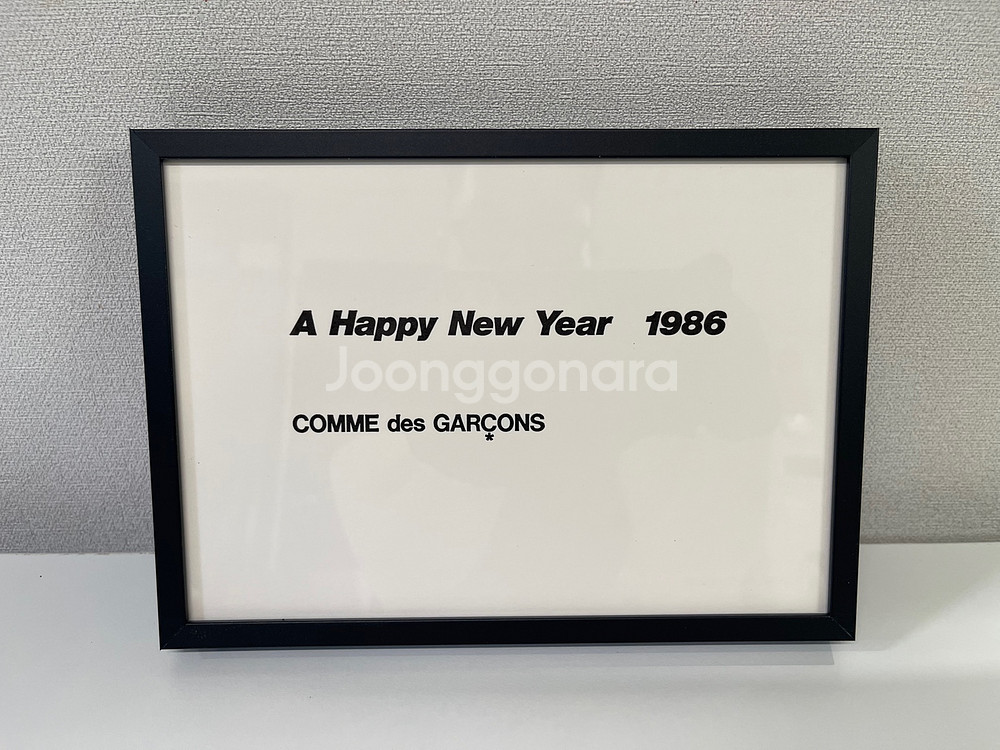 A Happy New Year 1986
Joonggonara
COMME des GARÇONS
*